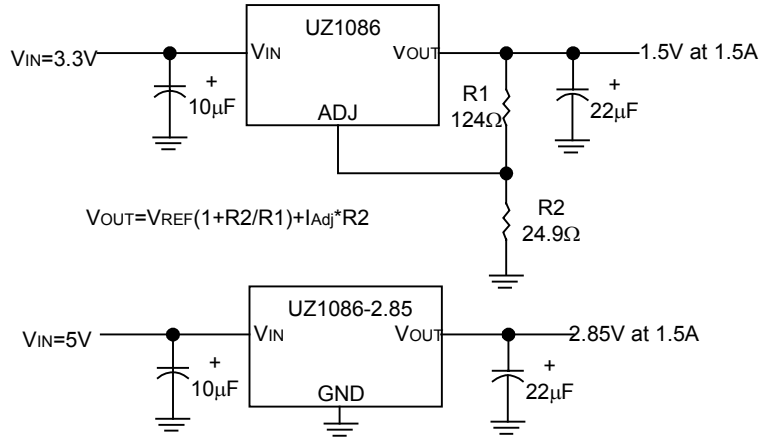 UZ1086
VIN=3.3V
VIN
VOUT
1.5V at 1.5A
+
10µF
ADJ
R1
124Ω
+
22µF
VOUT=VREF(1+R2/R1)+IAdj*R2
R2
24.9Ω
UZ1086-2.85
VIN=5V
VIN
VOUT
2.85V at 1.5A
+
10µF
GND
+
22µF